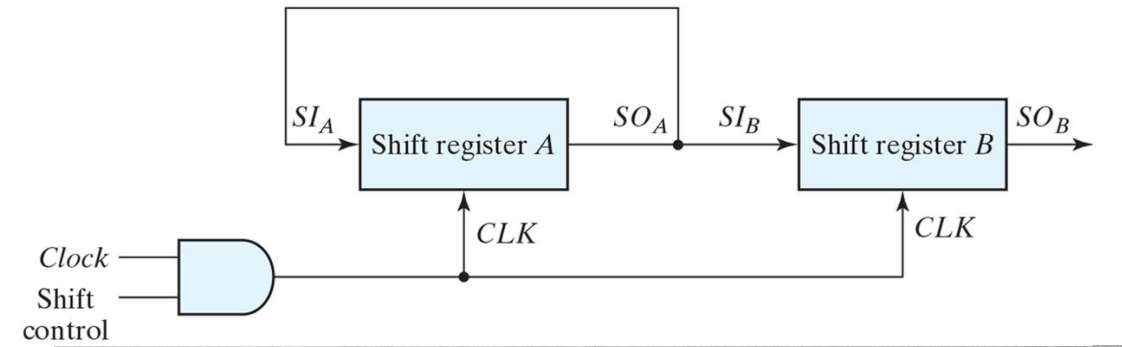 SI_A
SO_A
SI_B
SO_B
Shift register A
Shift register B
CLK
CLK
Clock
Shift
control